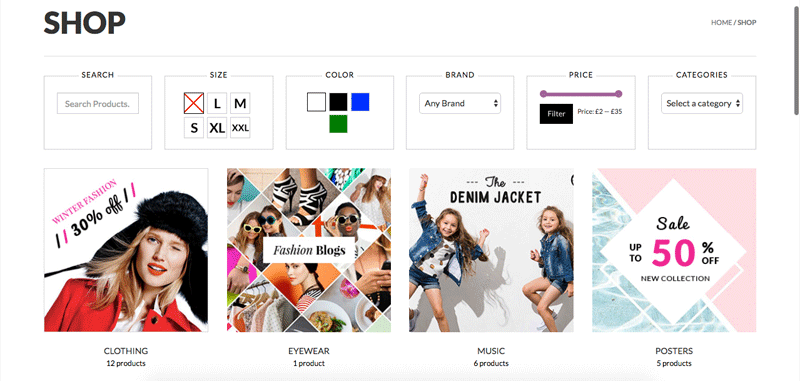 SHOP
HOME / SHOP
SEARCH
SIZE
COLOR
BRAND
PRICE
CATEGORIES
Search Products.
L M
S XL XXL
Any Brand
Filter
Price: £2 — £35
Select a category
WINTER FASHION
30% off
Fashion Blogs
The
DENIM JACKET
Sale
UP TO 50 % OFF
NEW COLLECTION
CLOTHING
12 products
EYEWEAR
1 product
MUSIC
6 products
POSTERS
5 products